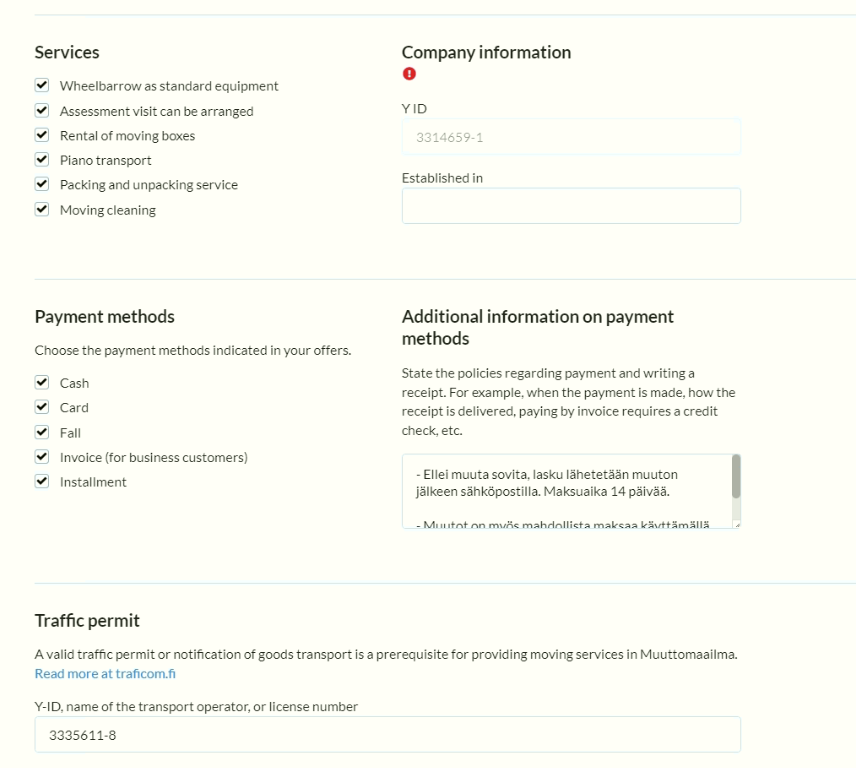 Services
Wheelbarrow as standard equipment
Assessment visit can be arranged
Rental of moving boxes
Piano transport
Packing and unpacking service
Moving cleaning
Company information
Y ID
3314659-1
Established in
Payment methods
Choose the payment methods indicated in your offers.
Cash
Card
Fall
Invoice (for business customers)
Installment
Additional information on payment
methods
State the policies regarding payment and writing a
receipt. For example, when the payment is made, how the
receipt is delivered, paying by invoice requires a credit
check, etc.
- Ellei muuta sovita, lasku lähetetään muuton
jälkeen sähköpostilla. Maksuaika 14 päivää.
- Muutot on myös mahdollista maksaa käyttämällä
Traffic permit
A valid traffic permit or notification of goods transport is a prerequisite for providing moving services in Muuttomaailma.
Read more at traficom.fi
Y-ID, name of the transport operator, or license number
3335611-8